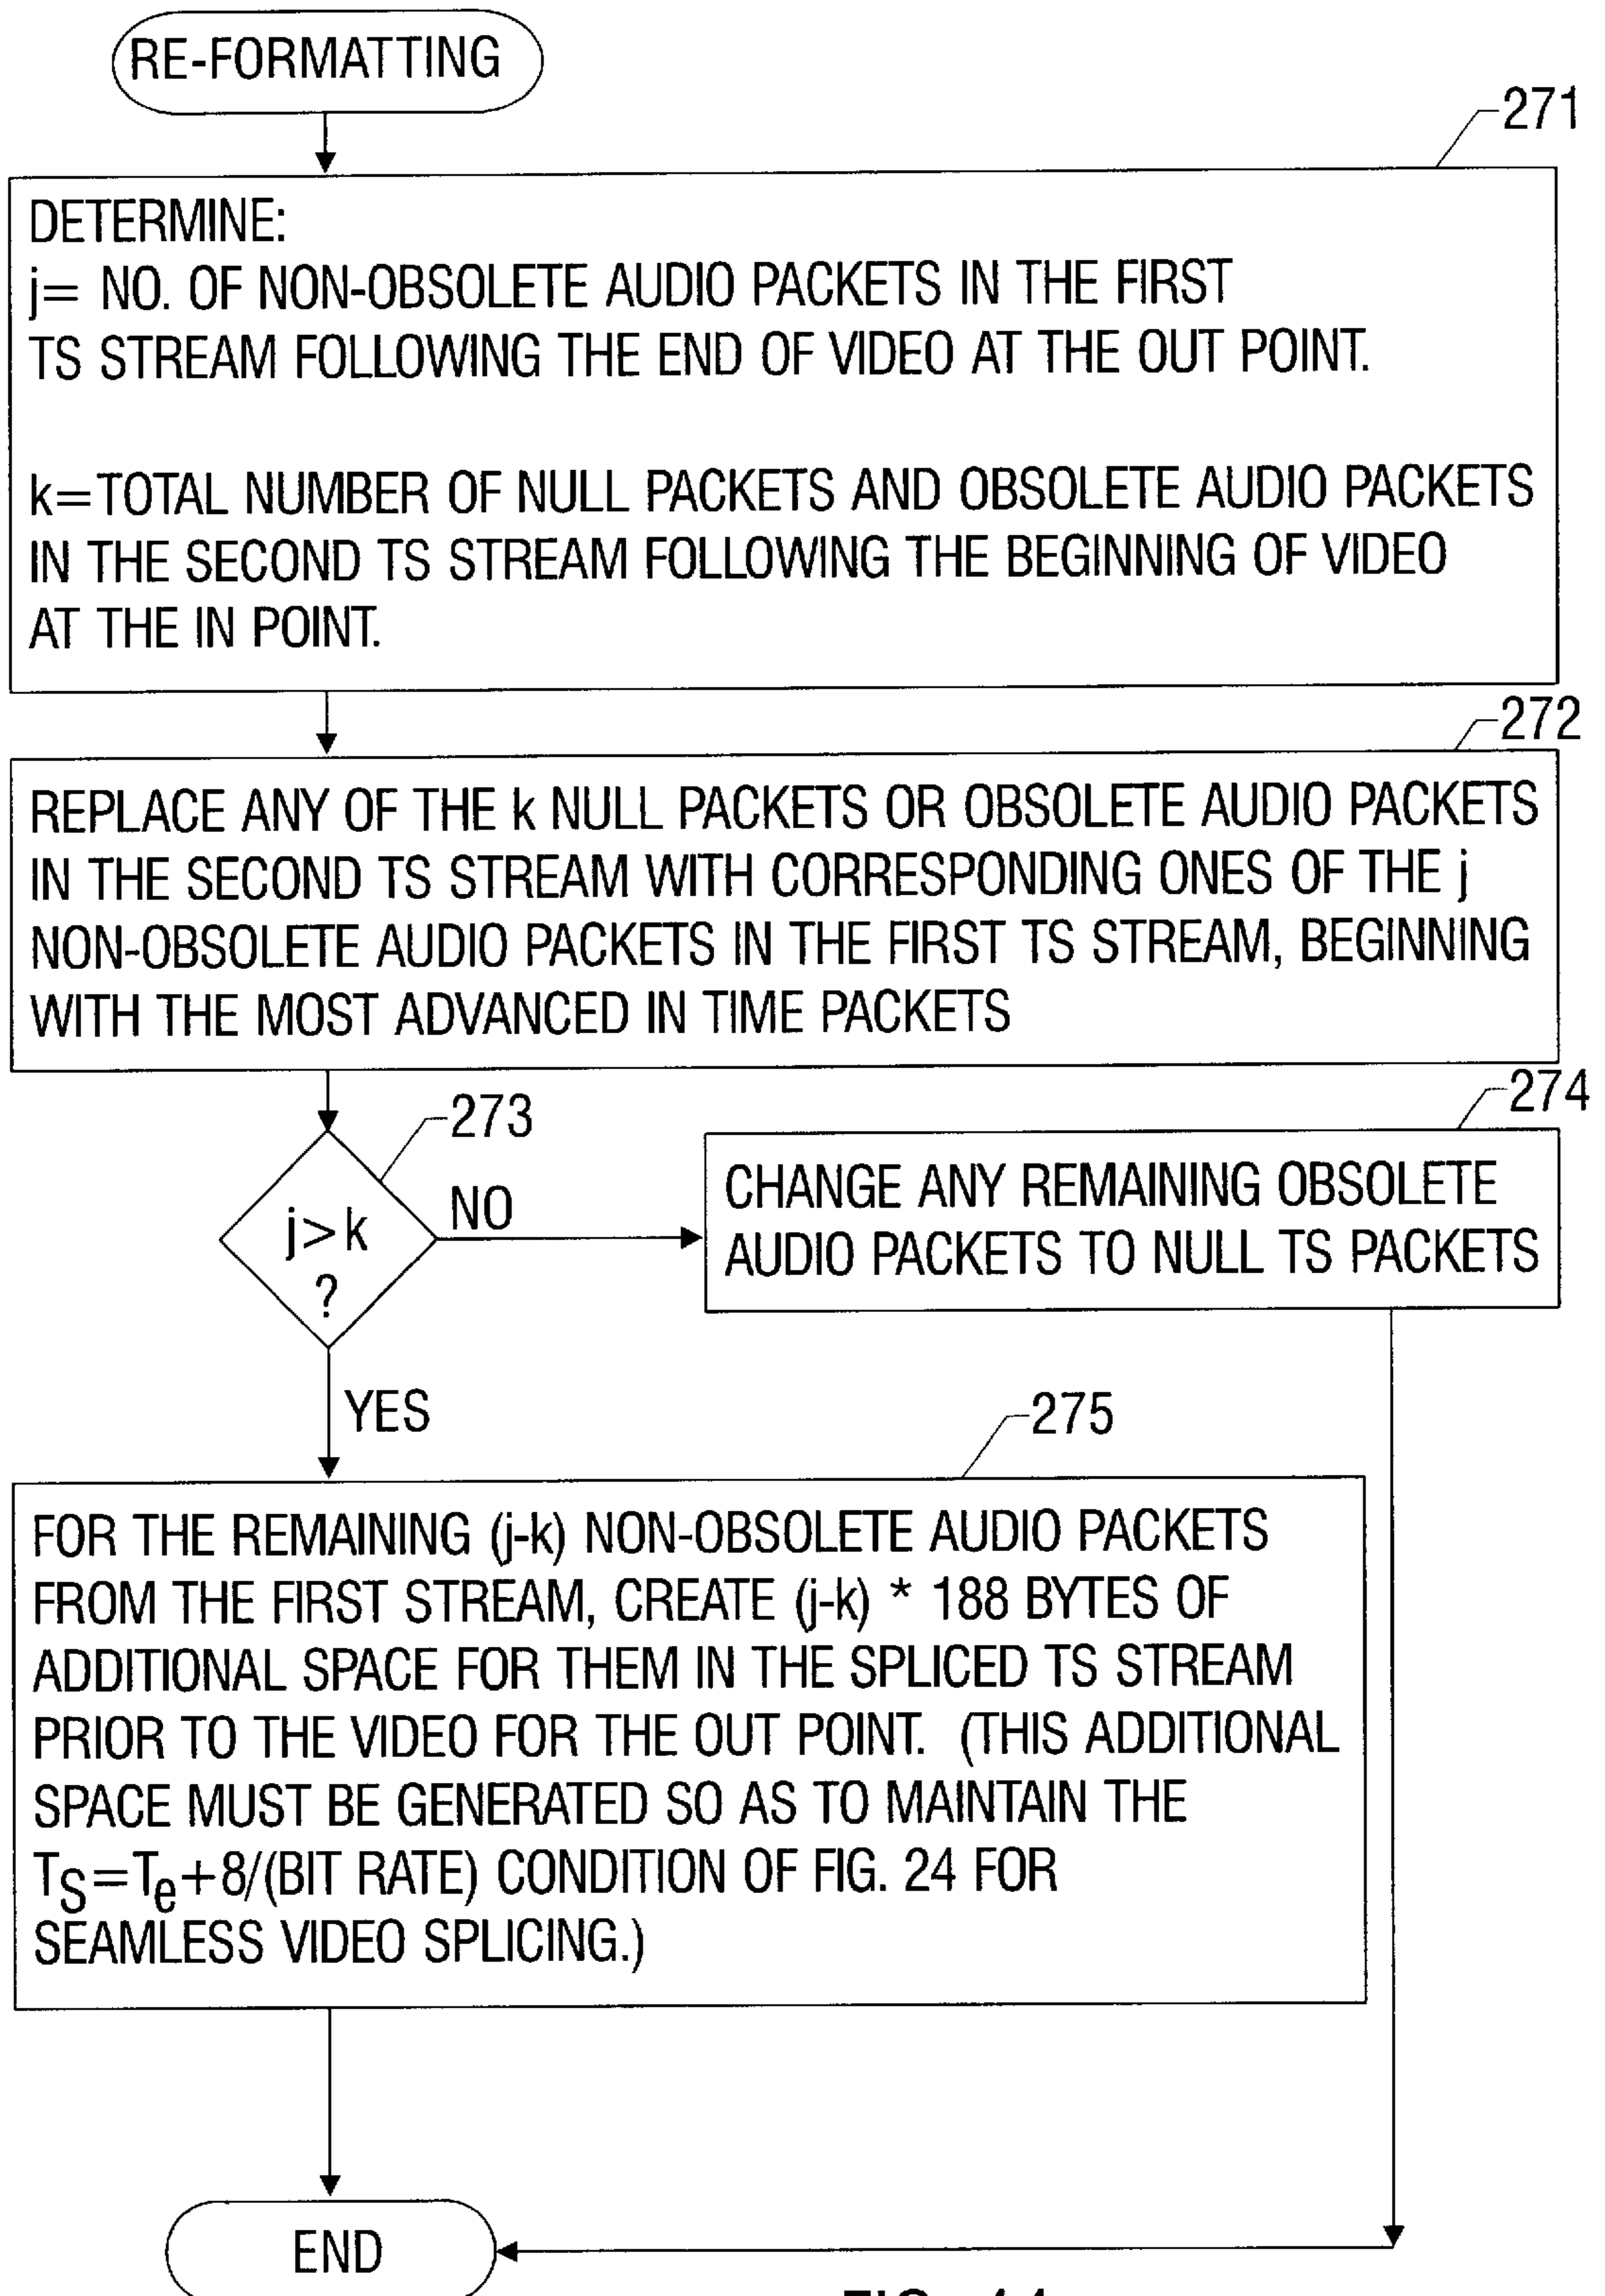 RE-FORMATTING
271
DETERMINE:
j= NO. OF NON-OBSOLETE AUDIO PACKETS IN THE FIRST
TS STREAM FOLLOWING THE END OF VIDEO AT THE OUT POINT.
k=TOTAL NUMBER OF NULL PACKETS AND OBSOLETE AUDIO PACKETS
IN THE SECOND TS STREAM FOLLOWING THE BEGINNING OF VIDEO
AT THE IN POINT.
272
REPLACE ANY OF THE k NULL PACKETS OR OBSOLETE AUDIO PACKETS
IN THE SECOND TS STREAM WITH CORRESPONDING ONES OF THE j
NON-OBSOLETE AUDIO PACKETS IN THE FIRST TS STREAM, BEGINNING
WITH THE MOST ADVANCED IN TIME PACKETS
273
j>k
?
NO
274
CHANGE ANY REMAINING OBSOLETE
AUDIO PACKETS TO NULL TS PACKETS
YES
275
FOR THE REMAINING (j-k) NON-OBSOLETE AUDIO PACKETS
FROM THE FIRST STREAM, CREATE (j-k) * 188 BYTES OF
ADDITIONAL SPACE FOR THEM IN THE SPLICED TS STREAM
PRIOR TO THE VIDEO FOR THE OUT POINT. (THIS ADDITIONAL
SPACE MUST BE GENERATED SO AS TO MAINTAIN THE
TS=Te+8/(BIT RATE) CONDITION OF FIG. 24 FOR
SEAMLESS VIDEO SPLICING.)
END